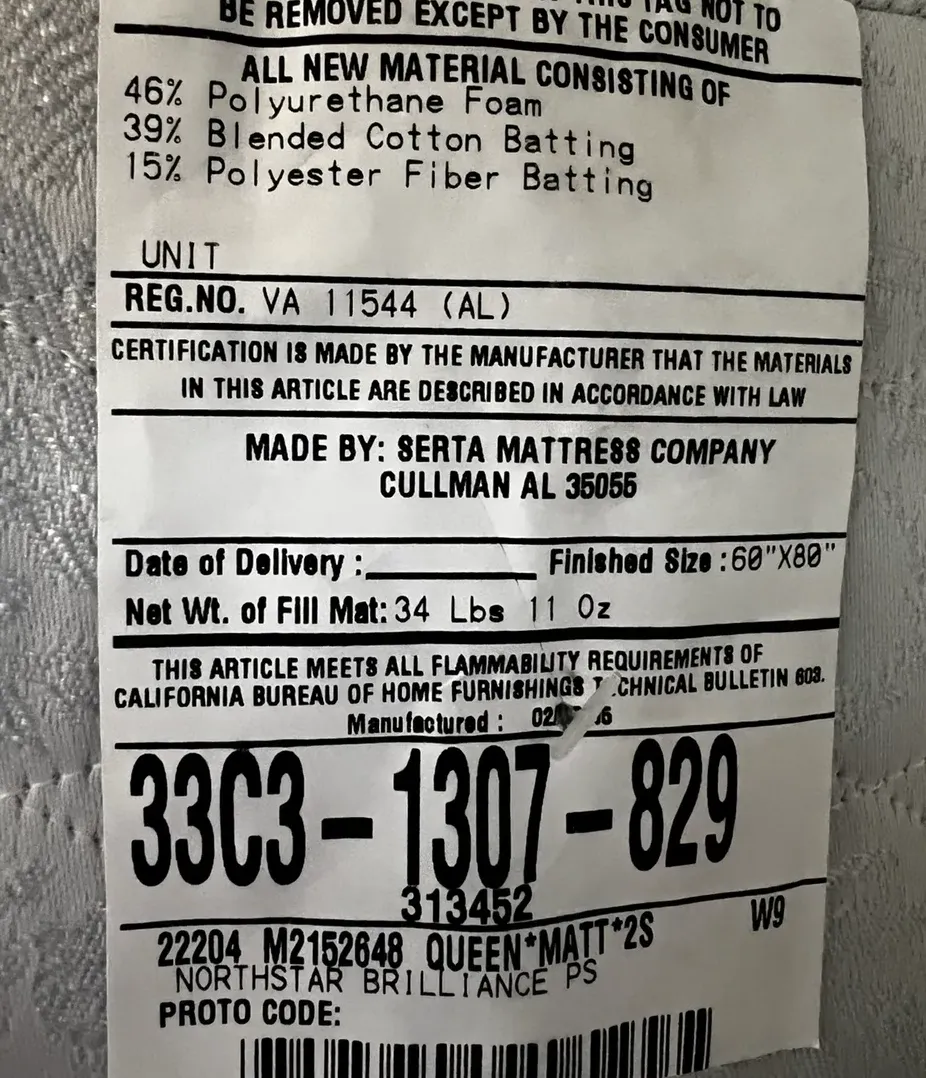 TAG NOT TO
BE REMOVED EXCEPT BY THE CONSUMER
ALL NEW MATERIAL CONSISTING OF
46% Polyurethane Foam
39% Blended Cotton Batting
15% Polyester Fiber Batting
UNIT
REG.NO. VA 11544 (AL)
CERTIFICATION IS MADE BY THE MANUFACTURER THAT THE MATERIALS
IN THIS ARTICLE ARE DESCRIBED IN ACCORDANCE WITH LAW
MADE BY: SERTA MATTRESS COMPANY
CULLMAN AL 35055
Date of Delivery : Finished Size :60"X80"
Net Wt. of Fill Mat: 34 Lbs 11 Oz
THIS ARTICLE MEETS ALL FLAMMABILITY REQUIREMENTS OF
CALIFORNIA BUREAU OF HOME FURNISHINGS BULLETIN 603.
Manufactured :
33C3-1307-829
313452
W9
22204 M2152648 QUEEN*MATT*2S
NORTHSTAR BRILLIANCE PS
PROTO CODE: